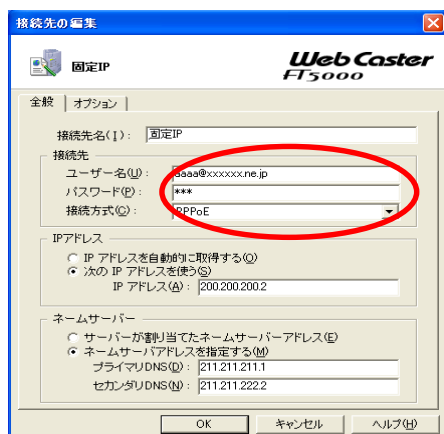 接続先の編集
固定IP
Web Caster
FT5000
全般 オプション
接続先名(I): 固定IP
接続先
ユーザー名(U): aaaa@xxxxxx.ne.jp
パスワード(P): ***
接続方式(C): PPPoE
IPアドレス
IP アドレスを自動的に取得する(O)
次の IP アドレスを使う(S)
IP アドレス(A): 200.200.200.2
ネームサーバー
サーバーが割り当てたネームサーバーアドレス(E)
ネームサーバアドレスを指定する(M)
プライマリDNS(D): 211.211.211.1
セカンダリDNS(N): 211.211.222.2
OK キャンセル ヘルプ(H)